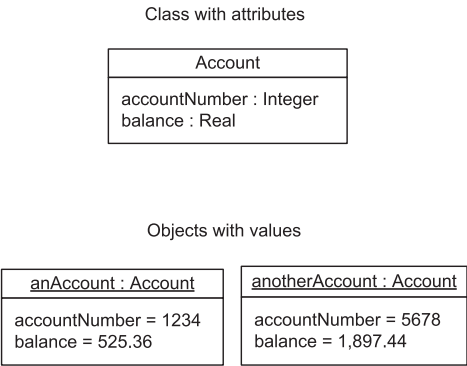 Class with attributes
Account
accountNumber : Integer
balance : Real
Objects with values
anAccount : Account
accountNumber = 1234
balance = 525.36
anotherAccount : Account
accountNumber = 5678
balance = 1,897.44